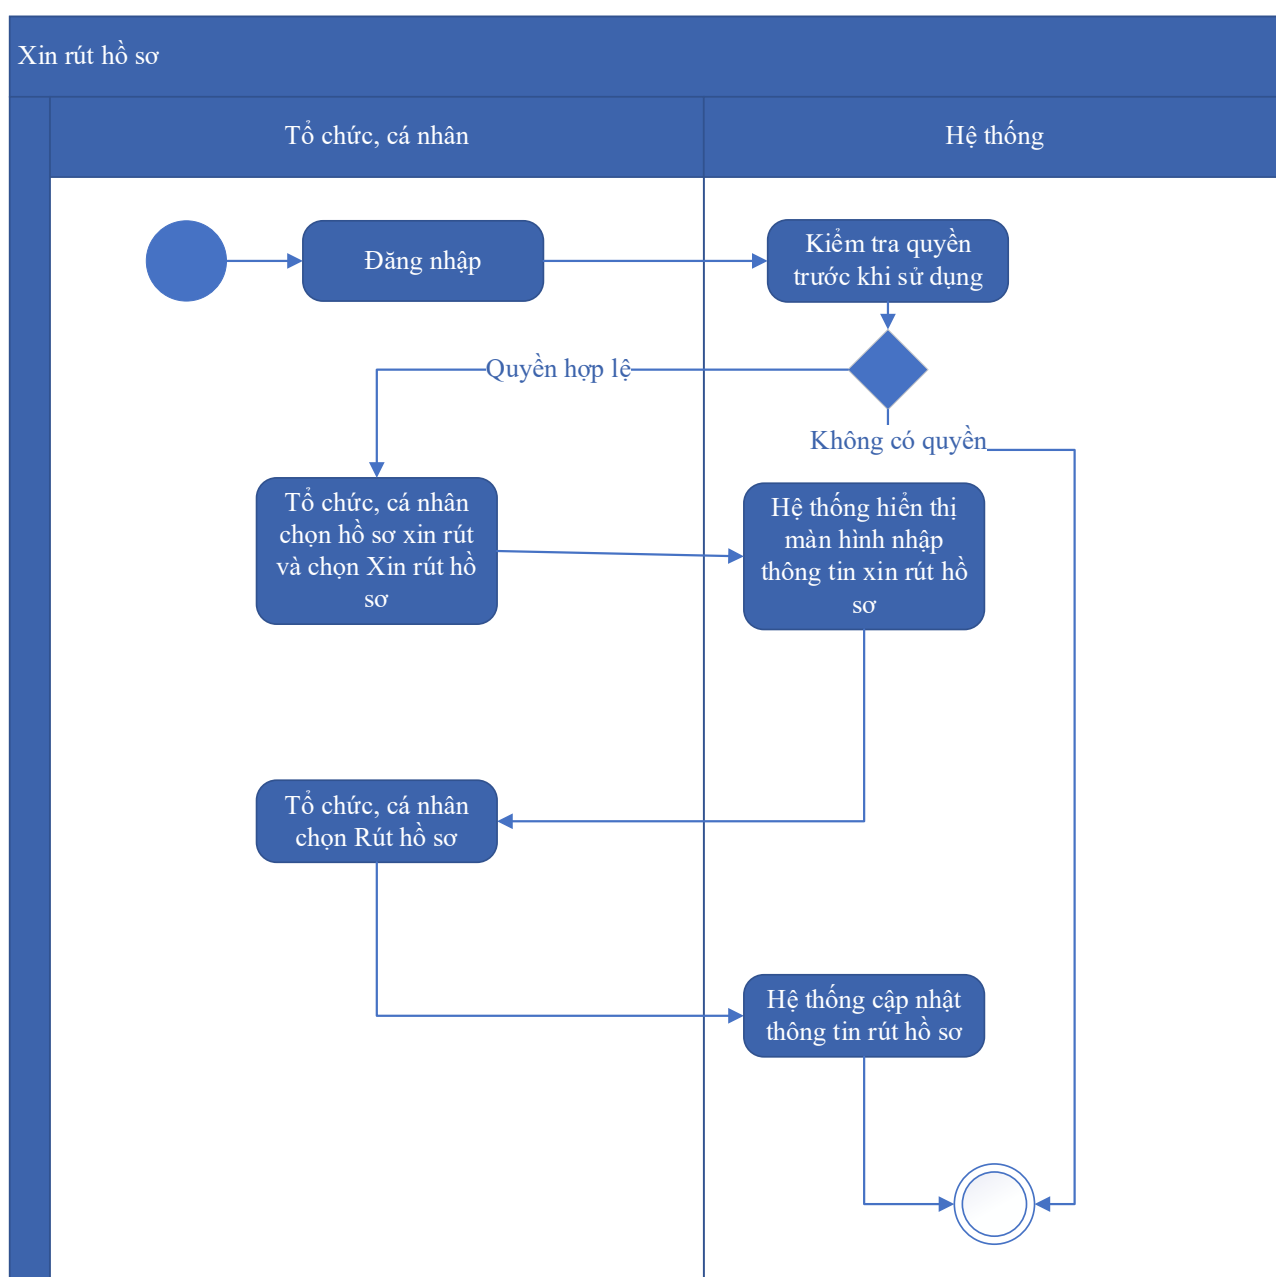 Xin rút hồ sơ
Tổ chức, cá nhân
Hệ thống
Đăng nhập
Kiểm tra quyền
trước khi sử dụng
Quyền hợp lệ
Không có quyền
Tổ chức, cá nhân
chọn hồ sơ xin rút
và chọn Xin rút hồ
sơ
Hệ thống hiển thị
màn hình nhập
thông tin xin rút hồ
sơ
Tổ chức, cá nhân
chọn Rút hồ sơ
Hệ thống cập nhật
thông tin rút hồ sơ